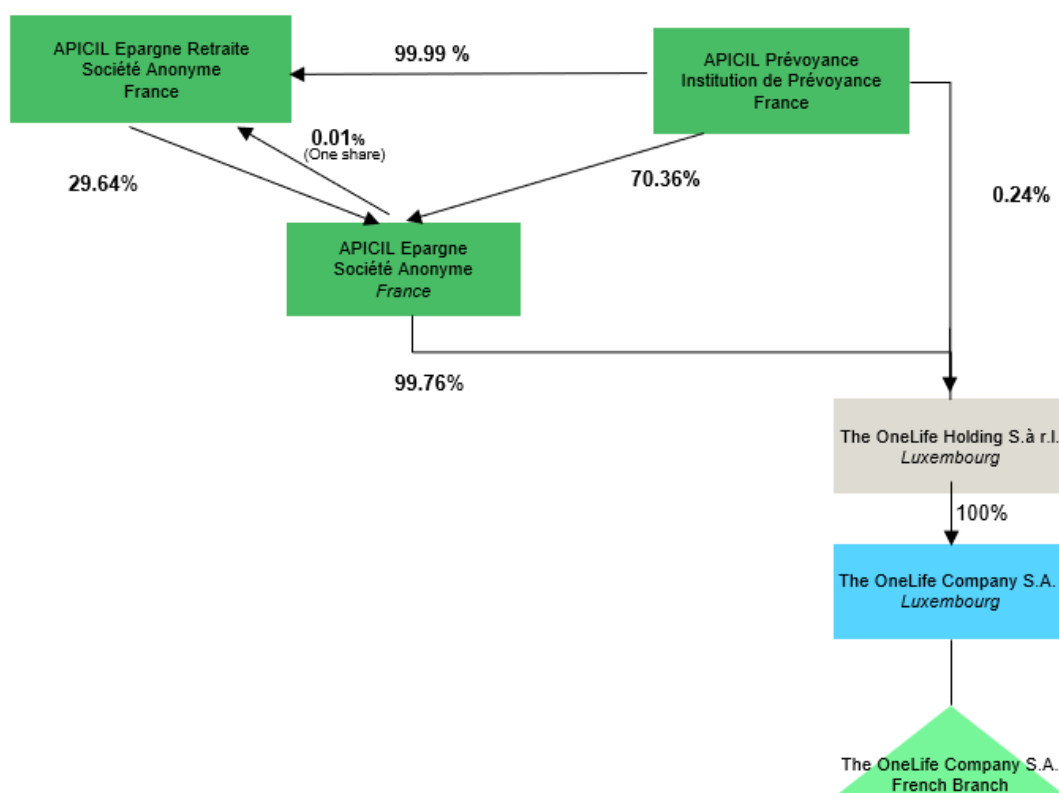 APICIL Epargne Retraite
Société Anonyme
France
99.99 %
APICIL Prévoyance
Institution de Prévoyance
France
0.01%
(One share)
29.64%
70.36%
0.24%
APICIL Epargne
Société Anonyme
France
99.76%
The OneLife Holding S.à r.l.
Luxembourg
100%
The OneLife Company S.A.
Luxembourg
The OneLife Company S.A.
French Branch